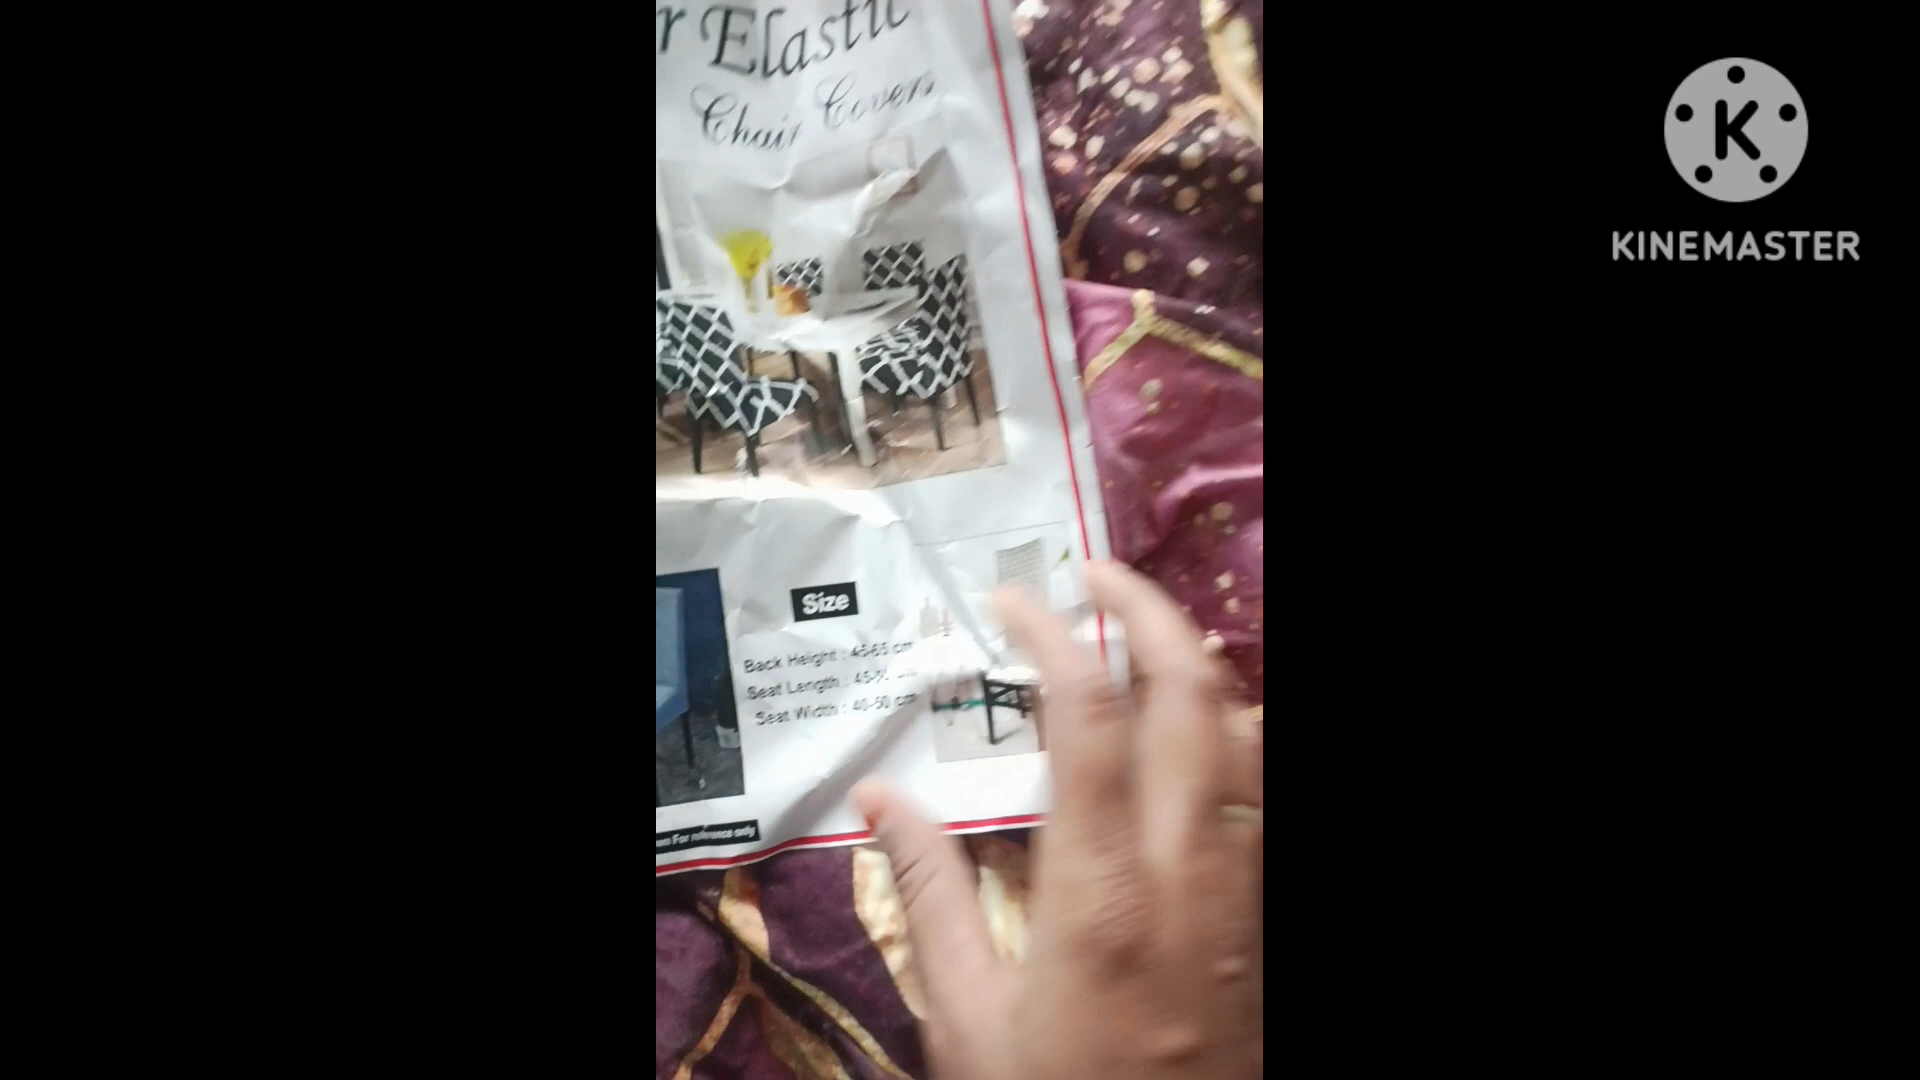 r Elastic
Chair Covers
Size
Back Height : 45-65 cm
Seat Length : 45-
Seat Width : 40-50 cm
For reference only
KINEMASTER